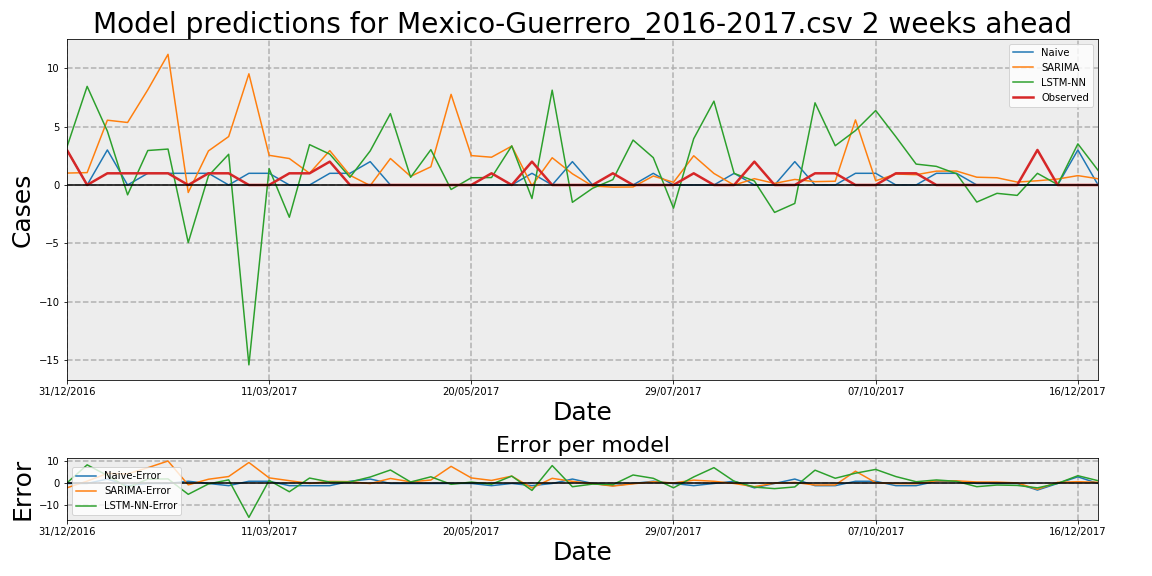 Model predictions for Mexico-Guerrero_2016-2017.csv 2 weeks ahead
Naive
SARIMA
LSTM-NN
Observed
Cases
10
5
0
−5
−10
−15
31/12/2016 11/03/2017 20/05/2017 29/07/2017 07/10/2017 16/12/2017
Date
Error per model
Naive-Error
SARIMA-Error
LSTM-NN-Error
Error
10
0
−10
31/12/2016 11/03/2017 20/05/2017 29/07/2017 07/10/2017 16/12/2017
Date